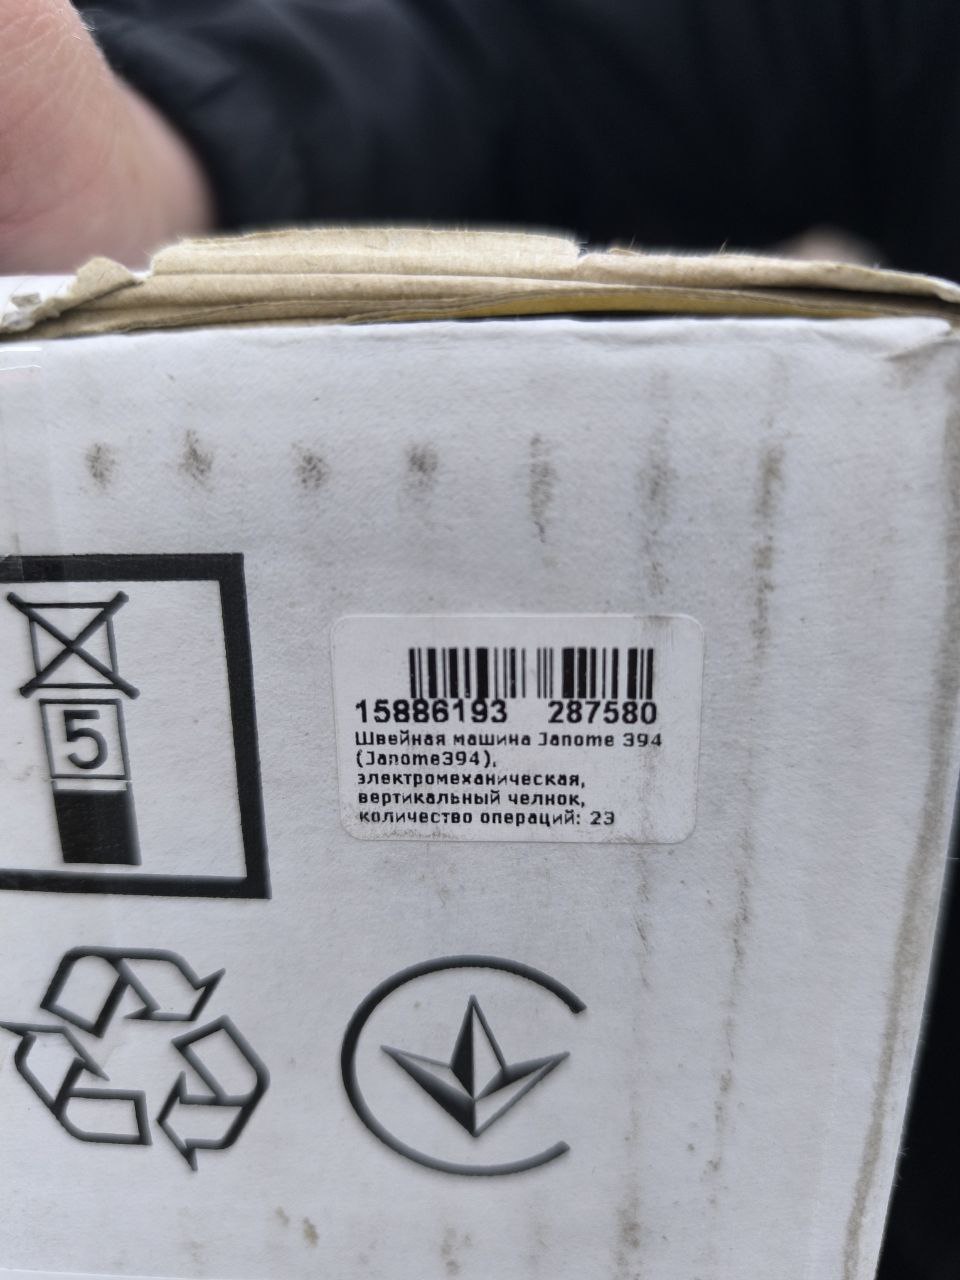 5
15886193 287580
Швейная машина Janome 394
(Janome394),
электромеханическая,
вертикальный челнок,
количество операций: 23